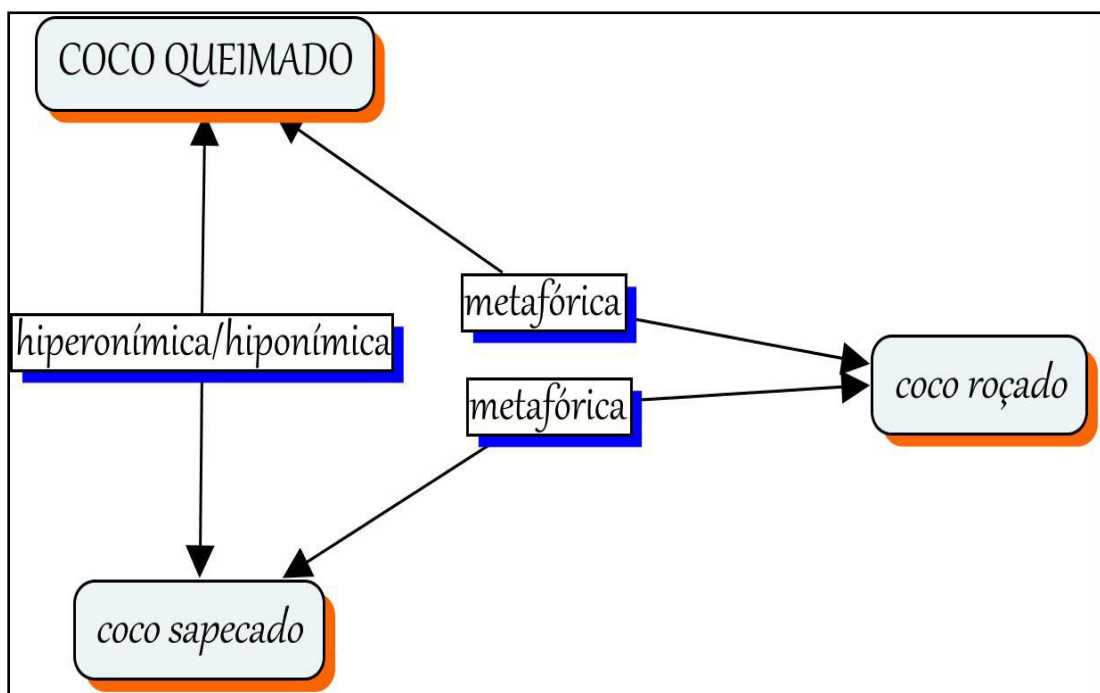 COCO QUEIMADO
metafórica
hiperonímica/hiponímica
coco roçado
metafórica
coco sapecado